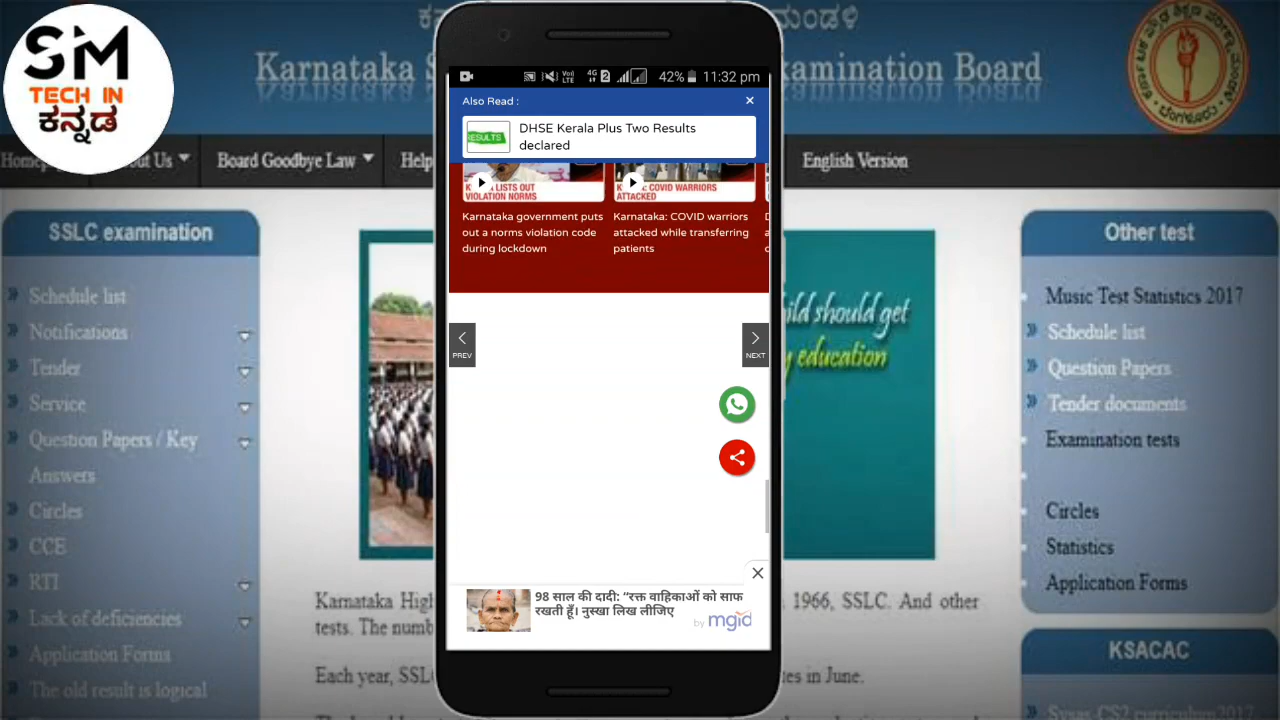 SM
TECH IN
ಕನ್ನಡ
Karnataka S
xamination Board
Board Goodbye Law
Help
English Version
SSLC examination
Schedule list
Notifications
Tender
Service
Question Papers / Key
Answers
Circles
CCE
RTI
Lack of deficiencies
Application Forms
The old result is logical
42%
11:32 pm
Also Read :
DHSE Kerala Plus Two Results
declared
LISTS OUT
VIOLATION NORMS
COVID WARRIORS
ATTACKED
Karnataka government puts
out a norms violation code
during lockdown
Karnataka: COVID warriors
attacked while transferring
patients
PREV
NEXT
98 साल की दादी: “रक्त वाहिकाओं को साफ
रखती हूँ। नुस्खा लिख लीजिए
by mgid
ild should get
education
Other test
Music Test Statistics 2017
Schedule list
Question Papers
Tender documents
Examination tests
Circles
Statistics
Application Forms
KSACAC
Karnataka High
1966, SSLC. And other
tests. The numb
Each year, SSL
tes in June.